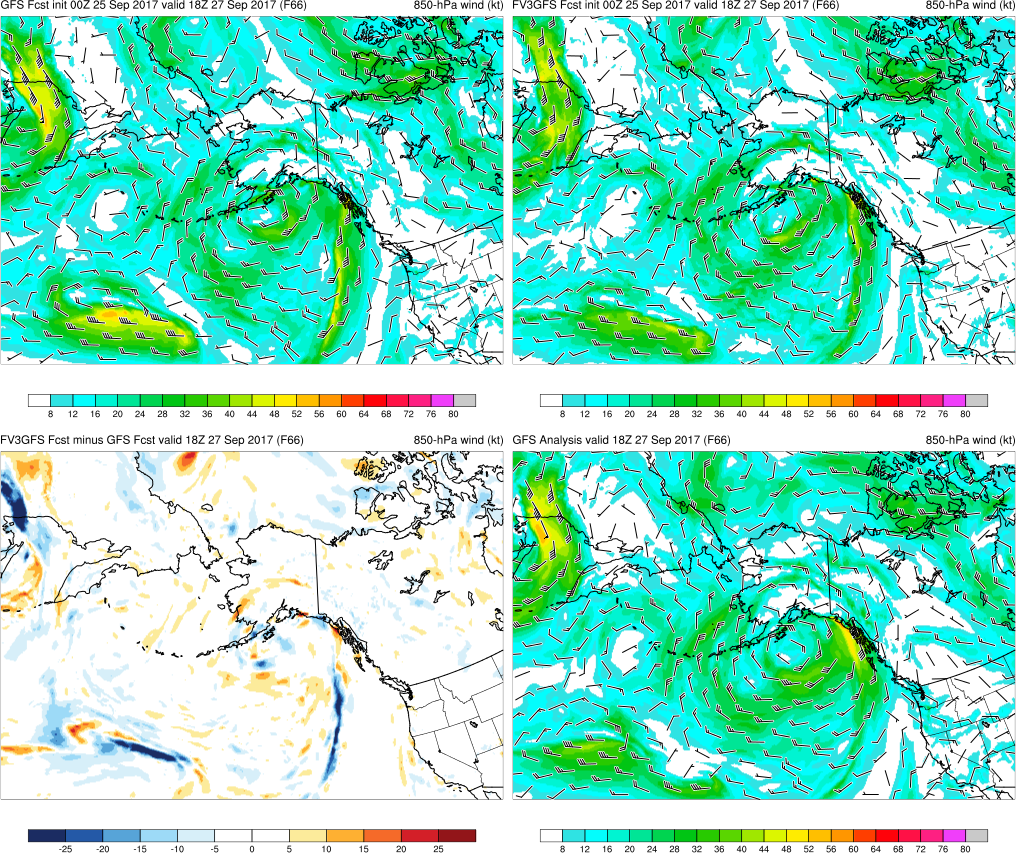 GFS Fcst init 00Z 25 Sep 2017 valid 18Z 27 Sep 2017 (F66) 850-hPa wind (kt)
FV3GFS Fcst init 00Z 25 Sep 2017 valid 18Z 27 Sep 2017 (F66) 850-hPa wind (kt)
8 12 16 20 24 28 32 36 40 44 48 52 56 60 64 68 72 76 80
8 12 16 20 24 28 32 36 40 44 48 52 56 60 64 68 72 76 80
FV3GFS Fcst minus GFS Fcst valid 18Z 27 Sep 2017 (F66) 850-hPa wind (kt)
GFS Analysis valid 18Z 27 Sep 2017 (F66) 850-hPa wind (kt)
-25 -20 -15 -10 -5 0 5 10 15 20 25
8 12 16 20 24 28 32 36 40 44 48 52 56 60 64 68 72 76 80